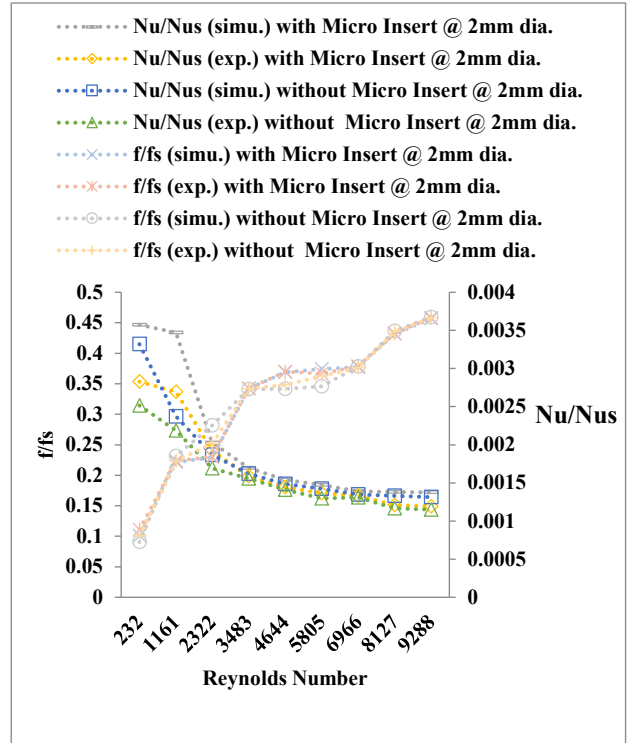 Nu/Nus (simu.) with Micro Insert @ 2mm dia.
Nu/Nus (exp.) with Micro Insert @ 2mm dia.
Nu/Nus (simu.) without Micro Insert @ 2mm dia.
Nu/Nus (exp.) without Micro Insert @ 2mm dia.
f/fs (simu.) with Micro Insert @ 2mm dia.
f/fs (exp.) with Micro Insert @ 2mm dia.
f/fs (simu.) without Micro Insert @ 2mm dia.
f/fs (exp.) without Micro Insert @ 2mm dia.
0.5
0.45
0.4
0.35
0.3
0.25
0.2
0.15
0.1
0.05
0
f/fs
0.004
0.0035
0.003
0.0025
0.002
0.0015
0.001
0.0005
0
Nu/Nus
232
1161
2322
3483
4644
5805
6966
8127
9288
Reynolds Number